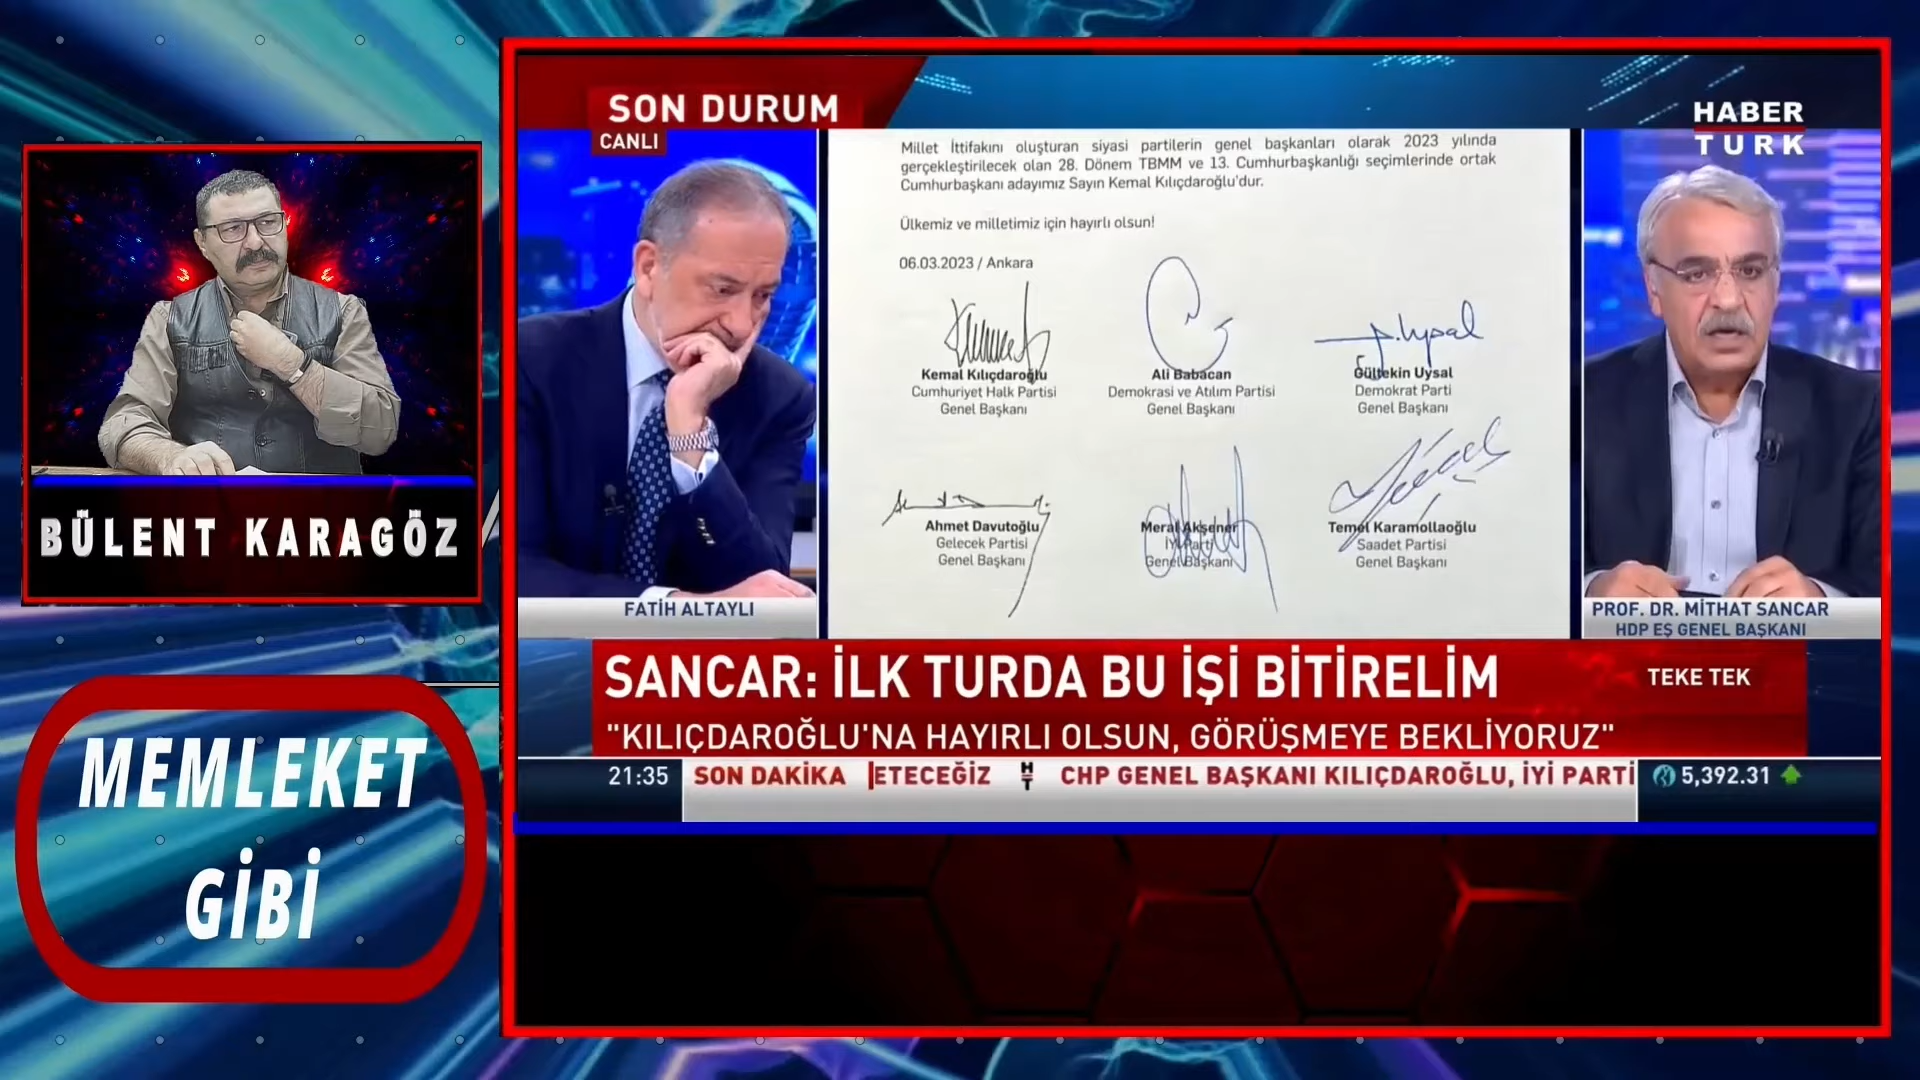 SON DURUM
CANLI
HABER
TURK
Millet İttifakını oluşturan siyasi partilerin genel başkanları olarak 2023 yılında
gerçekleştirilecek olan 28. Dönem TBMM ve 13. Cumhurbaşkanlığı seçimlerinde ortak
Cumhurbaşkanı adayımız Sayın Kemal Kılıçdaroğlu'dur.
Ülkemiz ve milletimiz için hayırlı olsun!
06.03.2023 / Ankara
Kemal Kılıçdaroğlu
Cumhuriyet Halk Partisi
Genel Başkanı
Ali Babacan
Demokrasi ve Atılım Partisi
Genel Başkanı
Gültekin Uysal
Demokrat Parti
Genel Başkanı
Ahmet Davutoğlu
Gelecek Partisi
Genel Başkanı
Meral Akşener
İYİ Parti
Genel Başkanı
Temel Karamollaoğlu
Saadet Partisi
Genel Başkanı
BÜLENT KARAGÖZ
FATİH ALTAYLI
PROF. DR. MİTHAT SANCAR
HDP EŞ GENEL BAŞKANI
SANCAR: İLK TURDA BU İŞİ BİTİRELİM
TEKE TEK
"KILIÇDAROĞLU'NA HAYIRLI OLSUN, GÖRÜŞMEYE BEKLİYORUZ"
21:35 SON DAKİKA ETECEĞİZ HT CHP GENEL BAŞKANI KILIÇDAROĞLU, İYİ PARTİ 5,392.31
MEMLEKET
GİBİ